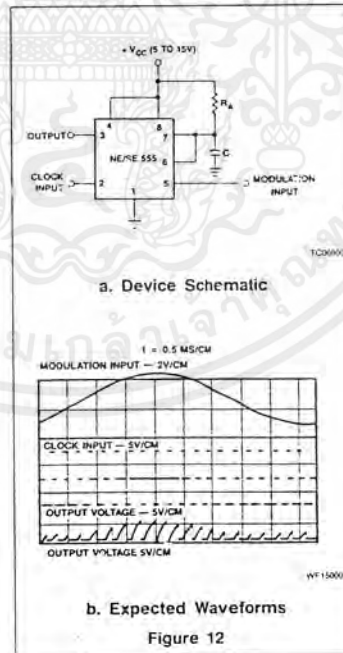 + VCC (5 TO 15V)
4
8
RA
OUTPUT
3
7
NE/SE 555
6
C
CLOCK
INPUT
2
5
MODULATION
INPUT
1
a. Device Schematic
t = 0.5 MS/CM
MODULATION INPUT — 2V/CM
CLOCK INPUT — 5V/CM
OUTPUT VOLTAGE — 5V/CM
OUTPUT VOLTAGE 5V/CM
b. Expected Waveforms
Figure 12